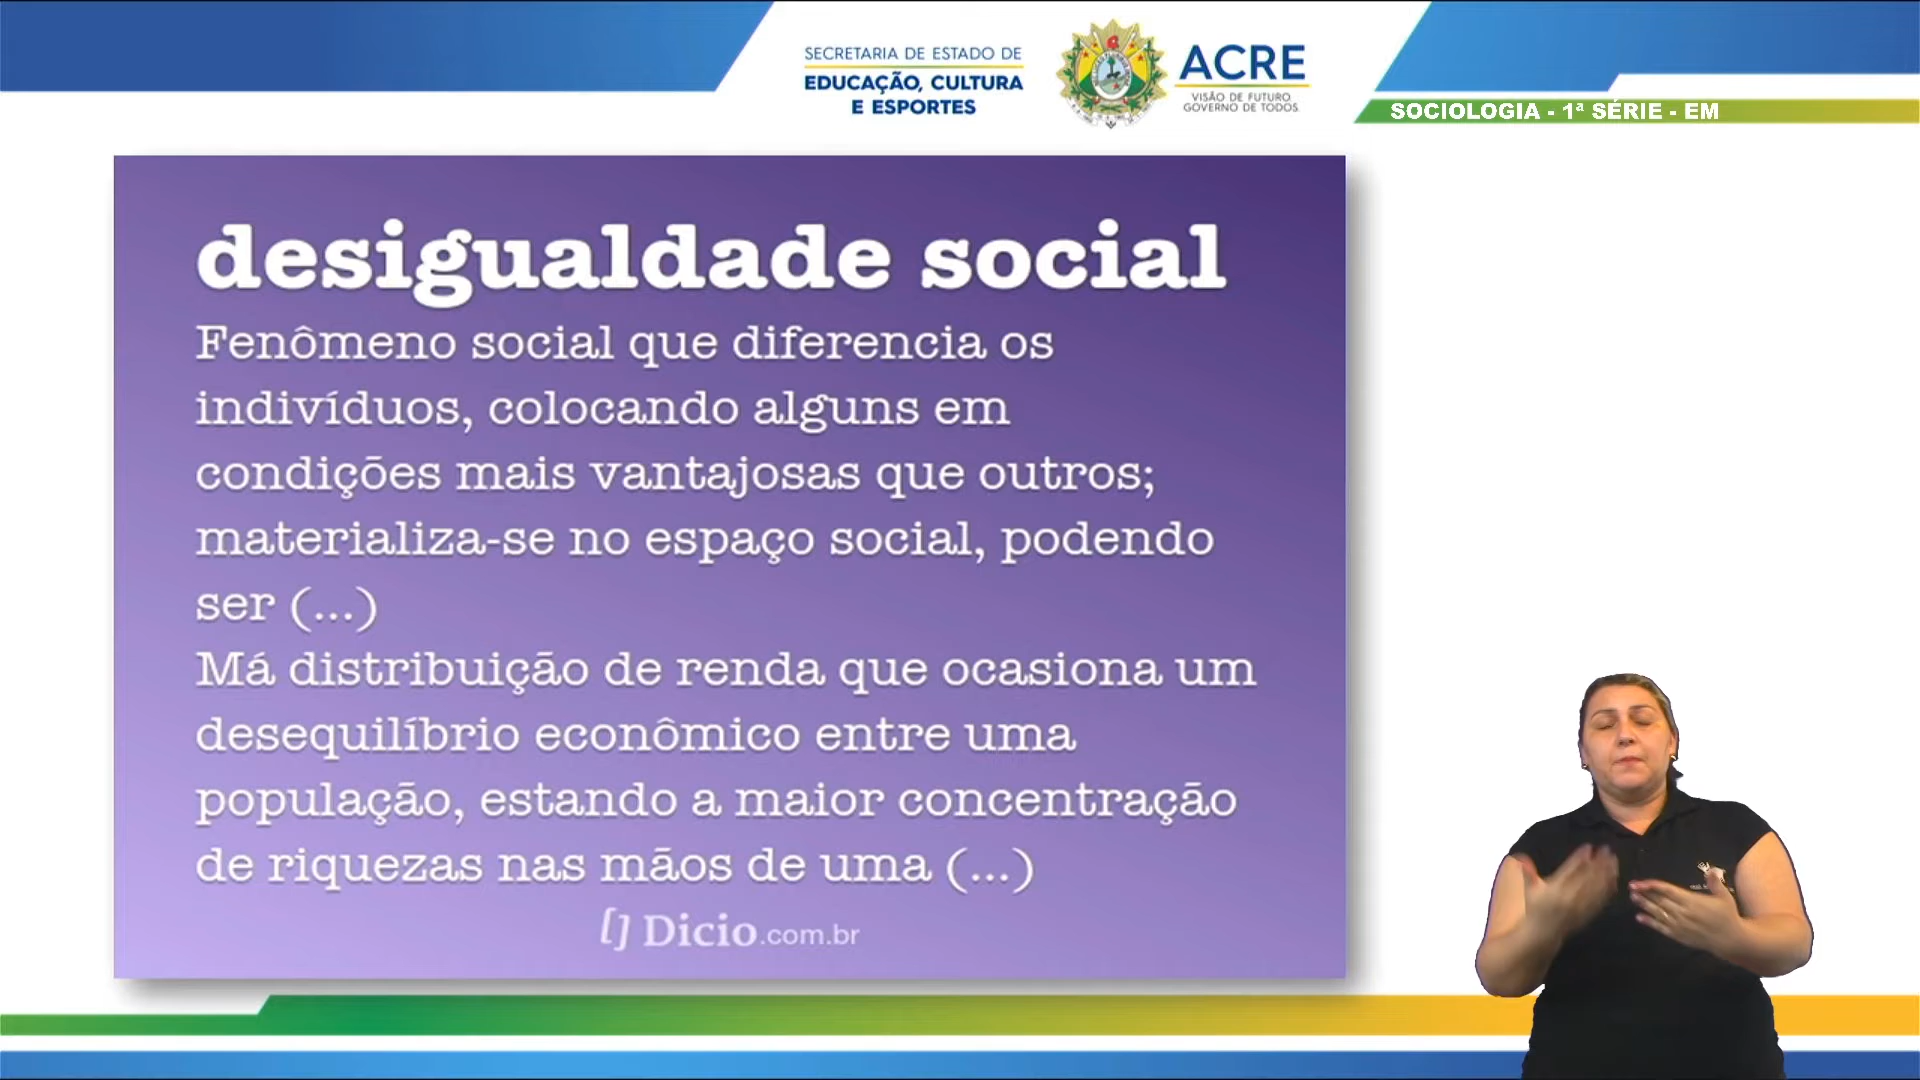 SECRETARIA DE ESTADO DE
EDUCAÇÃO, CULTURA
E ESPORTES
ACRE
VISÃO DE FUTURO
GOVERNO DE TODOS
SOCIOLOGIA - 1ª SÉRIE - EM
desigualdade social
Fenômeno social que diferencia os
indivíduos, colocando alguns em
condições mais vantajosas que outros;
materializa-se no espaço social, podendo
ser (...)
Má distribuição de renda que ocasiona um
desequilíbrio econômico entre uma
população, estando a maior concentração
de riquezas nas mãos de uma (...)
Dicio.com.br